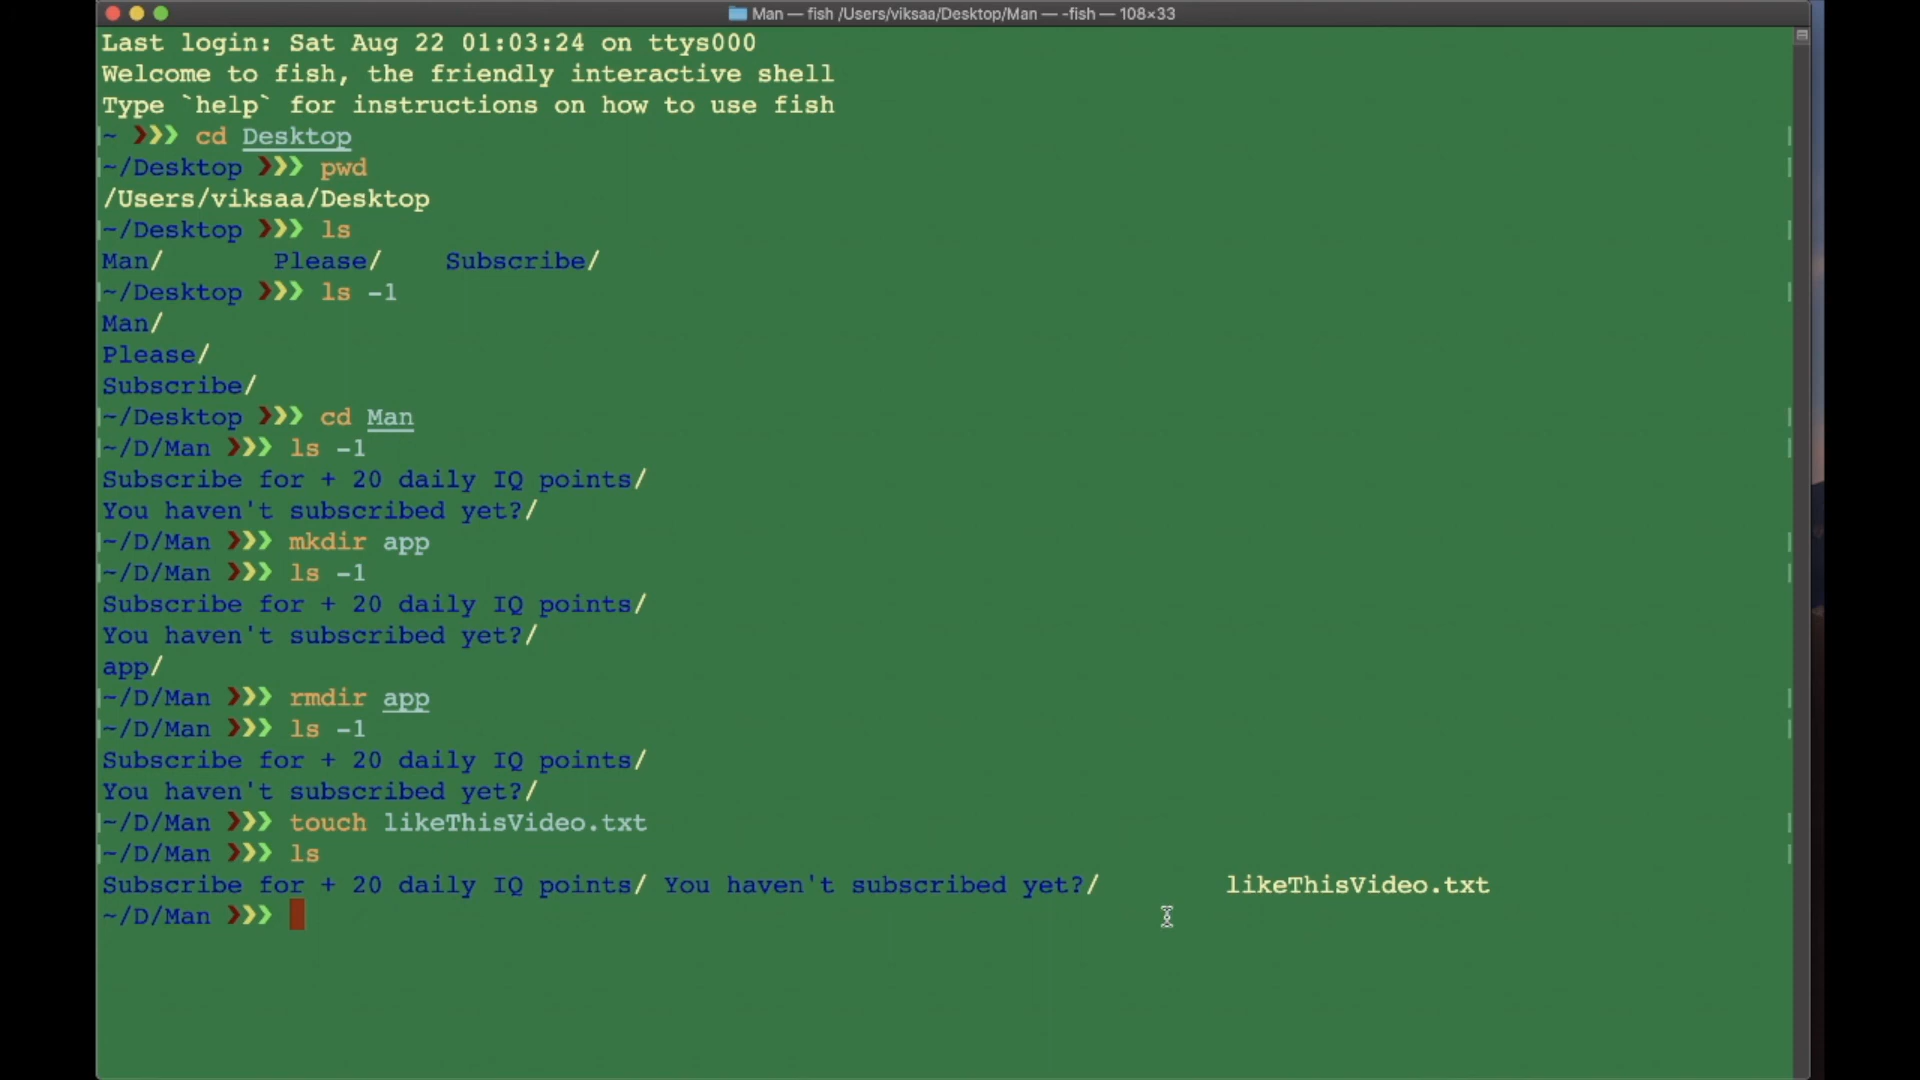 Man — fish /Users/viksaa/Desktop/Man — -fish — 108×33
Last login: Sat Aug 22 01:03:24 on ttys000
Welcome to fish, the friendly interactive shell
Type `help` for instructions on how to use fish
~ ❯❯❯ cd Desktop
~/Desktop ❯❯❯ pwd
/Users/viksaa/Desktop
~/Desktop ❯❯❯ ls
Man/ Please/ Subscribe/
~/Desktop ❯❯❯ ls -1
Man/
Please/
Subscribe/
~/Desktop ❯❯❯ cd Man
~/D/Man ❯❯❯ ls -1
Subscribe for + 20 daily IQ points/
You haven't subscribed yet?/
~/D/Man ❯❯❯ mkdir app
~/D/Man ❯❯❯ ls -1
Subscribe for + 20 daily IQ points/
You haven't subscribed yet?/
app/
~/D/Man ❯❯❯ rmdir app
~/D/Man ❯❯❯ ls -1
Subscribe for + 20 daily IQ points/
You haven't subscribed yet?/
~/D/Man ❯❯❯ touch likeThisVideo.txt
~/D/Man ❯❯❯ ls
Subscribe for + 20 daily IQ points/ You haven't subscribed yet?/ likeThisVideo.txt
~/D/Man ❯❯❯